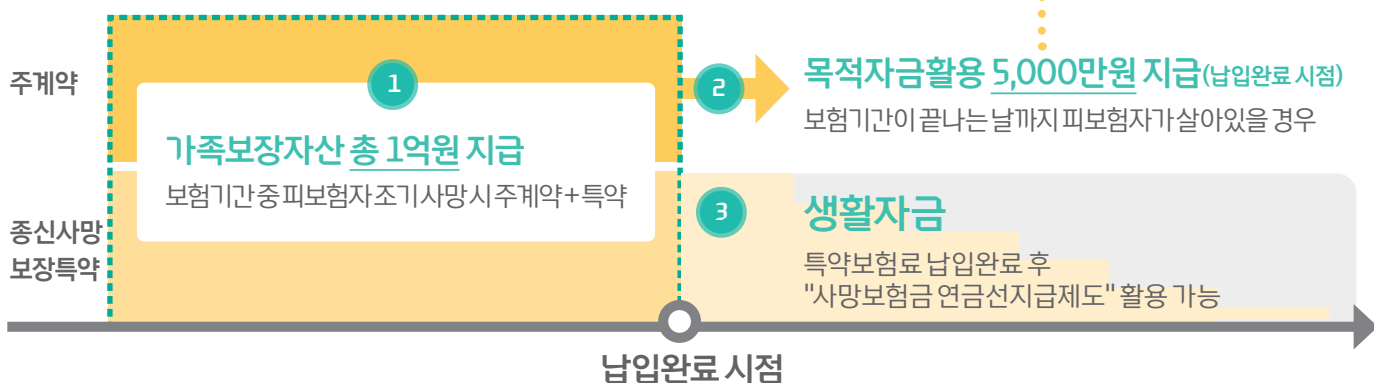 주계약
1
가족보장자산 총 1억원 지급
보험기간 중 피보험자 조기 사망 시 주계약+특약
2
목적자금활용 5,000만원 지급(납입완료 시점)
보험기간이 끝나는 날까지 피보험자가 살아있을 경우
종신사망
보장특약
3
생활자금
특약보험료 납입완료 후
"사망보험금 연금선지급제도" 활용 가능
납입완료 시점